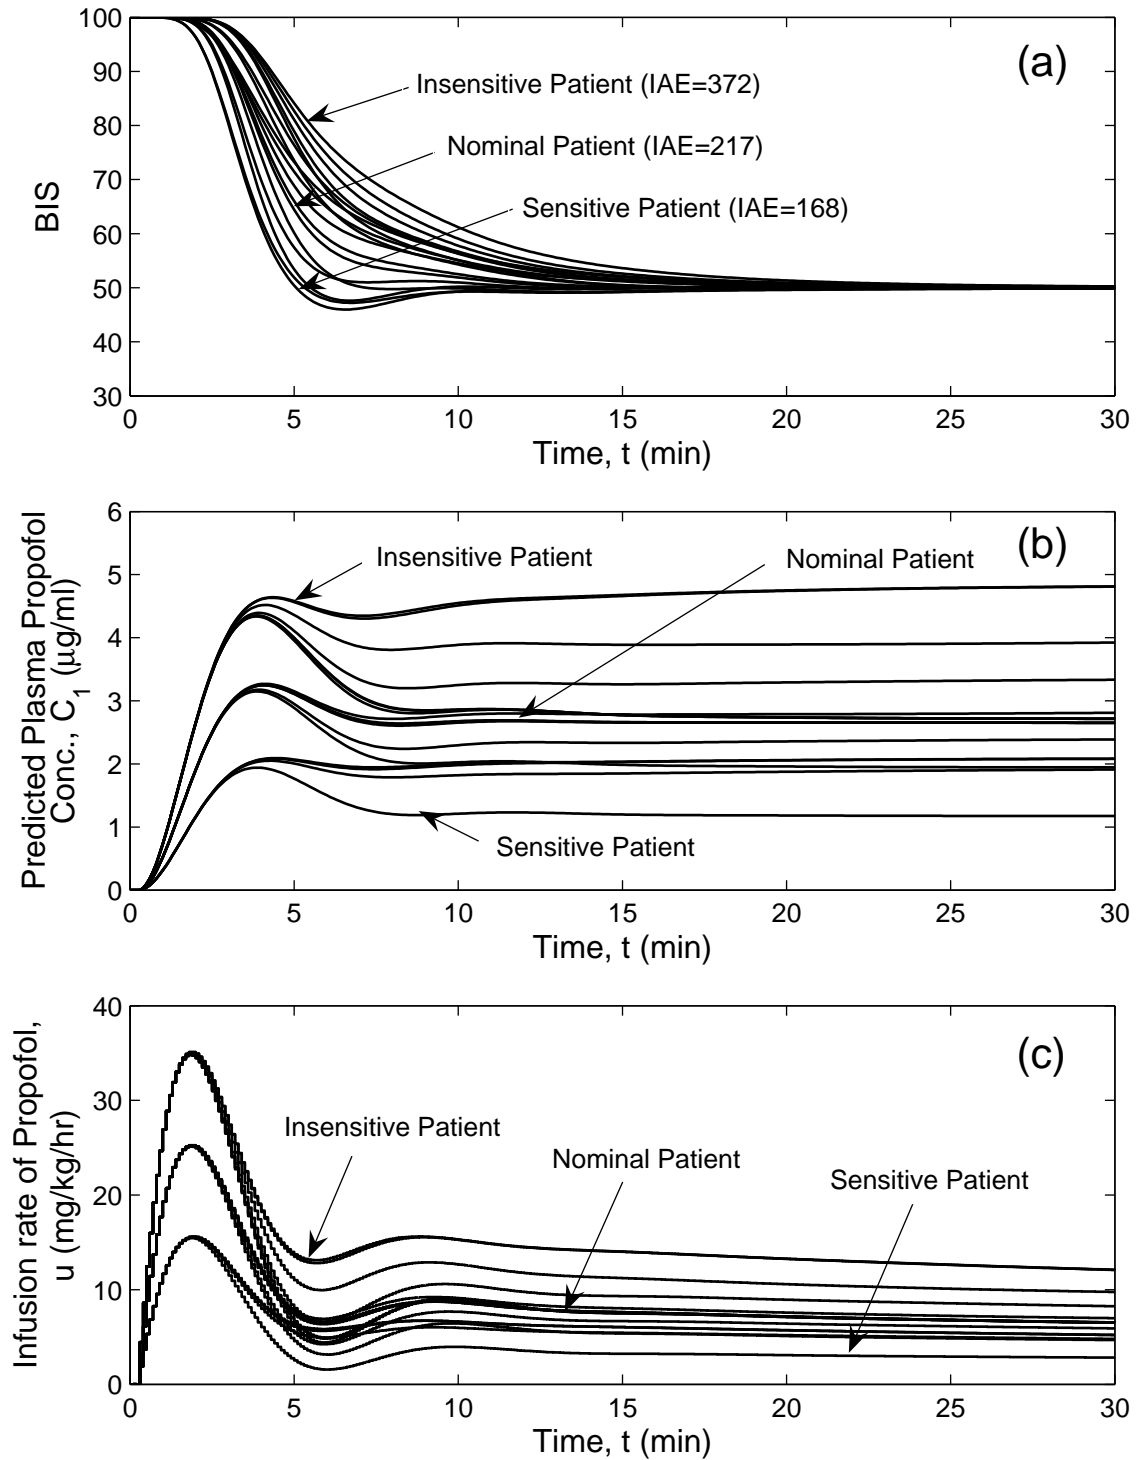 100
90
80
70
60
50
40
30
BIS
(a)
Insensitive Patient (IAE=372)
Nominal Patient (IAE=217)
Sensitive Patient (IAE=168)
0 5 10 15 20 25 30
Time, t (min)
6
5
4
3
2
1
0
Predicted Plasma Propofol
Conc., C1 (μg/ml)
(b)
Insensitive Patient
Nominal Patient
Sensitive Patient
0 5 10 15 20 25 30
Time, t (min)
40
30
20
10
0
Infusion rate of Propofol,
u (mg/kg/hr)
(c)
Insensitive Patient
Nominal Patient
Sensitive Patient
0 5 10 15 20 25 30
Time, t (min)